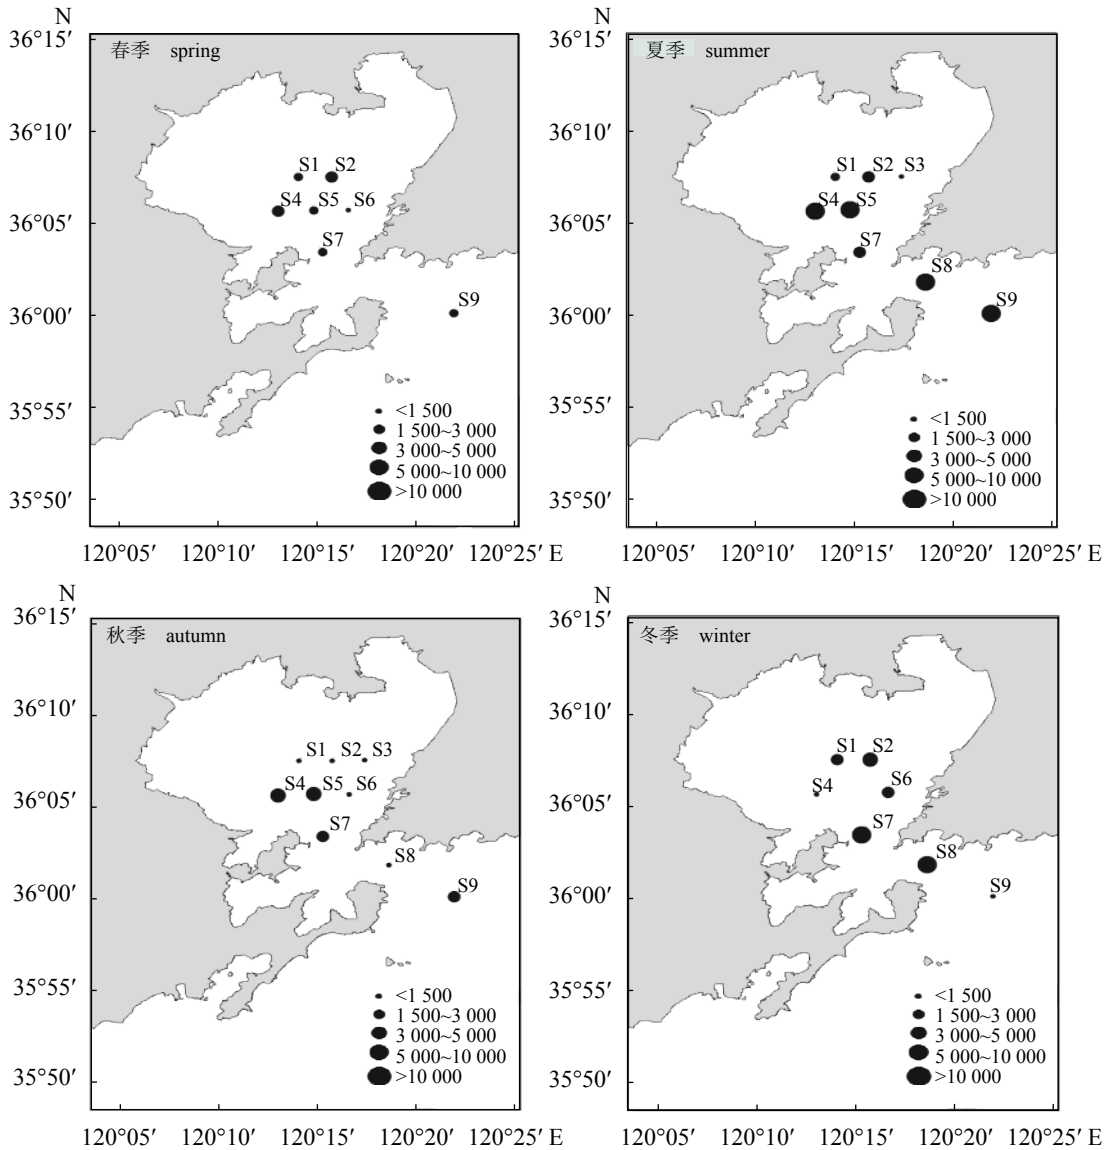 N
36°15′
春季 spring
36°10′
S1 S2
S4 S5 S6
36°05′
S7
S9
36°00′
35°55′
<1 500
1 500~3 000
3 000~5 000
5 000~10 000
>10 000
35°50′
120°05′ 120°10′ 120°15′ 120°20′ 120°25′ E
N
36°15′
夏季 summer
36°10′
S1 S2 S3
S4 S5
36°05′
S7
S8
S9
36°00′
35°55′
<1 500
1 500~3 000
3 000~5 000
5 000~10 000
>10 000
35°50′
120°05′ 120°10′ 120°15′ 120°20′ 120°25′ E
N
36°15′
秋季 autumn
36°10′
S1 S2 S3
S4 S5 S6
36°05′
S7
S8
S9
36°00′
35°55′
<1 500
1 500~3 000
3 000~5 000
5 000~10 000
>10 000
35°50′
120°05′ 120°10′ 120°15′ 120°20′ 120°25′ E
N
36°15′
冬季 winter
36°10′
S1 S2
S4 S6
36°05′
S7
S8
S9
36°00′
35°55′
<1 500
1 500~3 000
3 000~5 000
5 000~10 000
>10 000
35°50′
120°05′ 120°10′ 120°15′ 120°20′ 120°25′ E